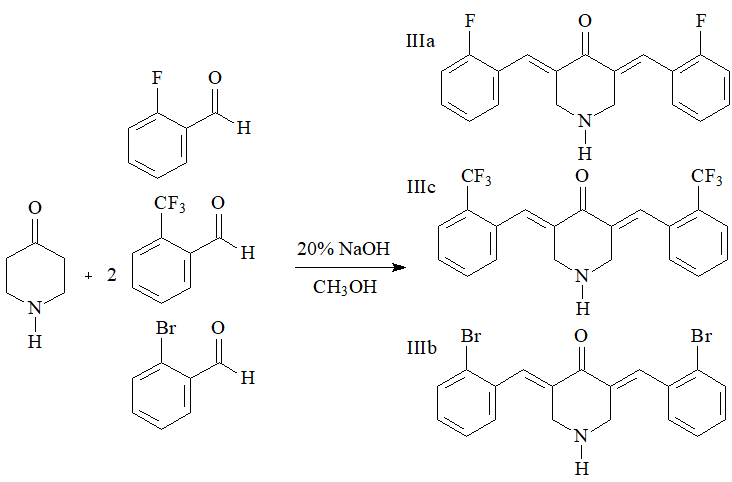 IIIa
F
O
F
N
H
F
O
H
IIIc
CF3
O
CF3
N
H
CF3
O
H
O
N
H
+ 2
20% NaOH
CH3OH
Br
O
H
IIIb
Br
O
Br
N
H